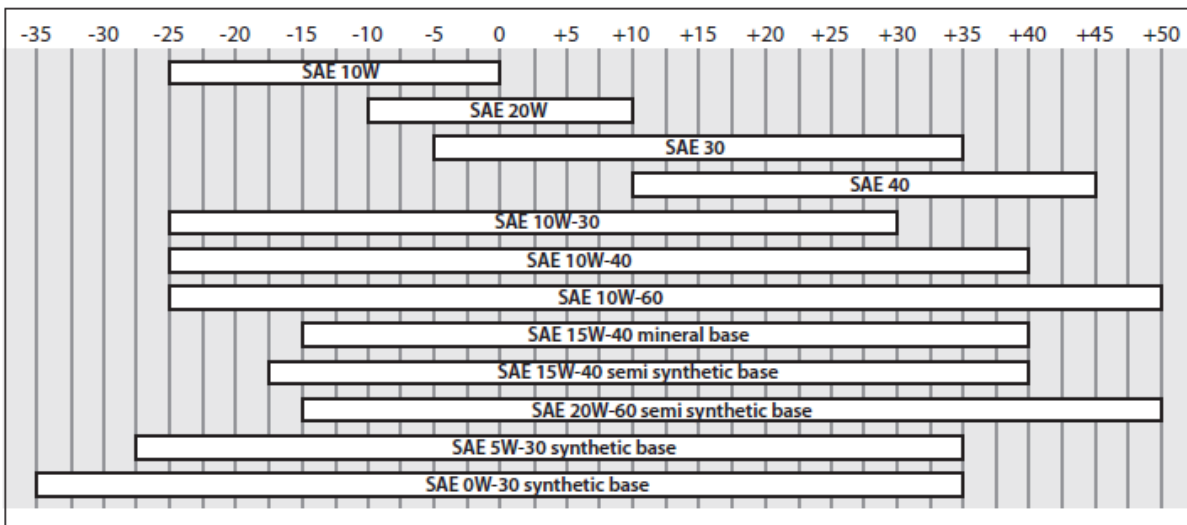 -35 -30 -25 -20 -15 -10 -5 0 +5 +10 +15 +20 +25 +30 +35 +40 +45 +50
SAE 10W
SAE 20W
SAE 30
SAE 40
SAE 10W-30
SAE 10W-40
SAE 10W-60
SAE 15W-40 mineral base
SAE 15W-40 semi synthetic base
SAE 20W-60 semi synthetic base
SAE 5W-30 synthetic base
SAE 0W-30 synthetic base